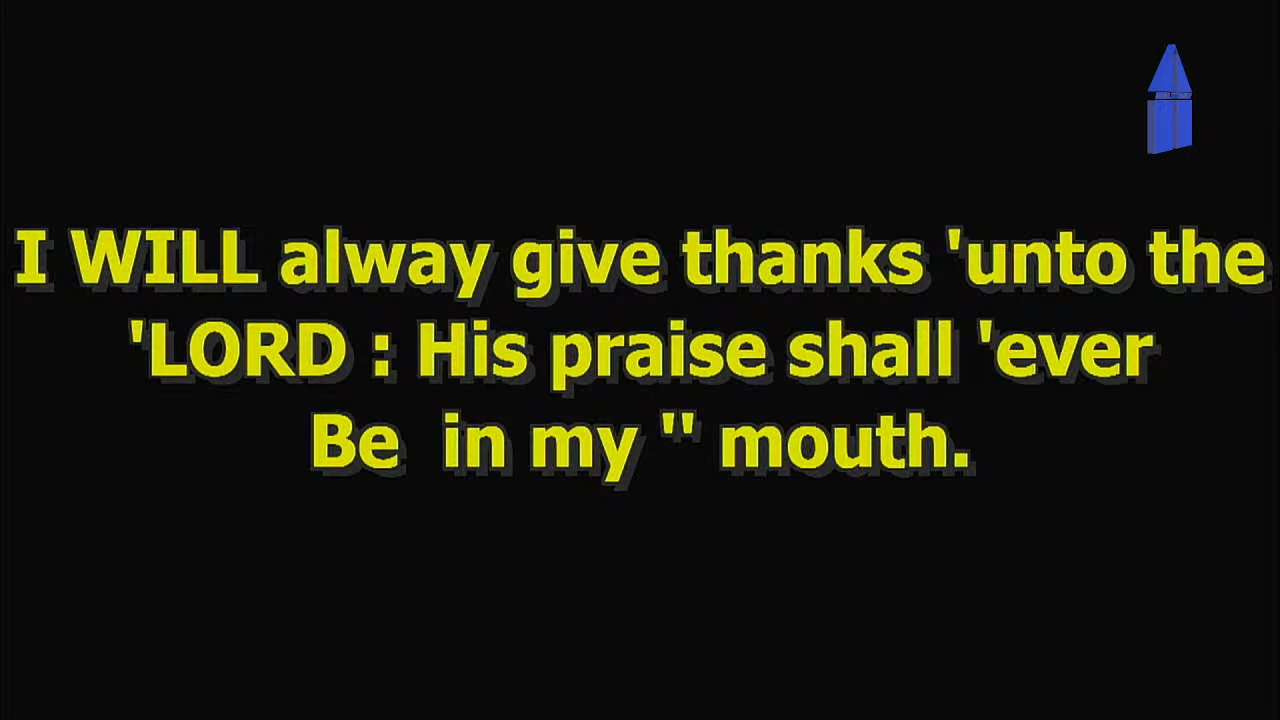 I WILL alway give thanks 'unto the
'LORD : His praise shall 'ever
Be  in my '' mouth.